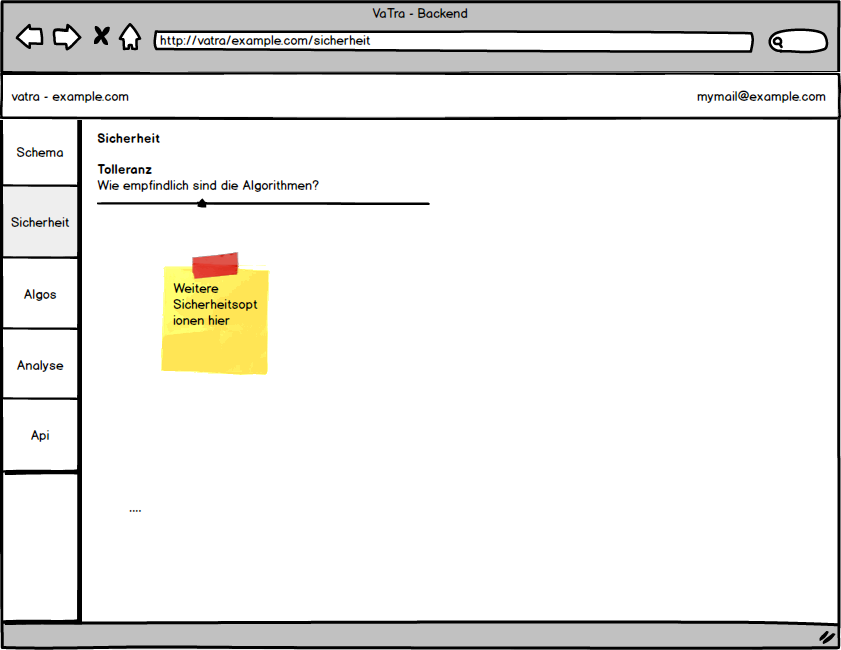 VaTra - Backend
http://vatra/example.com/sicherheit
vatra - example.com
mymail@example.com
Schema
Sicherheit
Algos
Analyse
Api
Sicherheit
Tolleranz
Wie empfindlich sind die Algorithmen?
Weitere
Sicherheitsopt
ionen hier
....